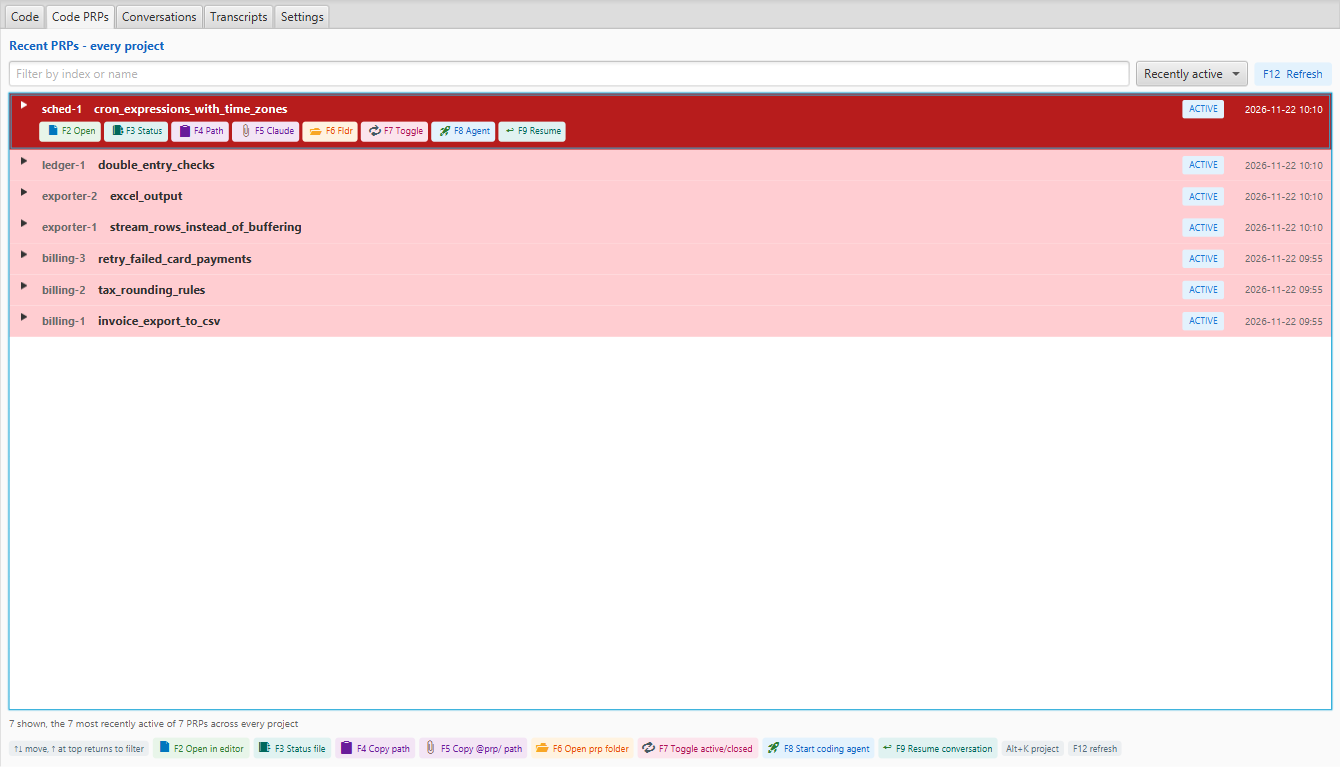 Code Code PRPs Conversations Transcripts Settings
Recent PRPs - every project
Filter by index or name Recently active F12 Refresh
sched-1 cron_expressions_with_time_zones ACTIVE 2026-11-22 10:10
F2 Open F3 Status F4 Path F5 Claude F6 Fldr F7 Toggle F8 Agent F9 Resume
ledger-1 double_entry_checks ACTIVE 2026-11-22 10:10
exporter-2 excel_output ACTIVE 2026-11-22 10:10
exporter-1 stream_rows_instead_of_buffering ACTIVE 2026-11-22 10:10
billing-3 retry_failed_card_payments ACTIVE 2026-11-22 09:55
billing-2 tax_rounding_rules ACTIVE 2026-11-22 09:55
billing-1 invoice_export_to_csv ACTIVE 2026-11-22 09:55
7 shown, the 7 most recently active of 7 PRPs across every project
↑↓ move, ↑ at top returns to filter F2 Open in editor F3 Status file F4 Copy path F5 Copy @prp/ path F6 Open prp folder F7 Toggle active/closed F8 Start coding agent F9 Resume conversation Alt+K project F12 refresh